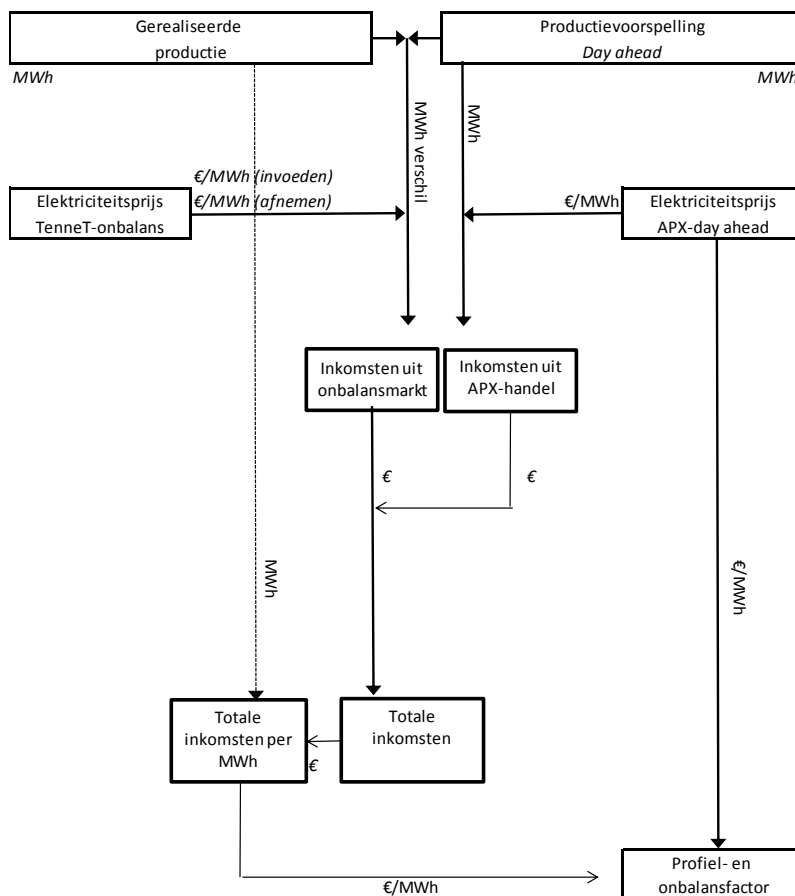 Gerealiseerde
productie
Productievoorspelling
Day ahead
MWh
MWh
MWh verschil
MWh
€/MWh (invoeden)
€/MWh (afnemen)
Elektriciteitsprijs
TenneT-onbalans
€/MWh
Elektriciteitsprijs
APX-day ahead
Inkomsten uit
onbalansmarkt
Inkomsten uit
APX-handel
€
€
MWh
€/MWh
Totale
inkomsten per
MWh
€
Totale
inkomsten
€/MWh
Profiel- en
onbalansfactor